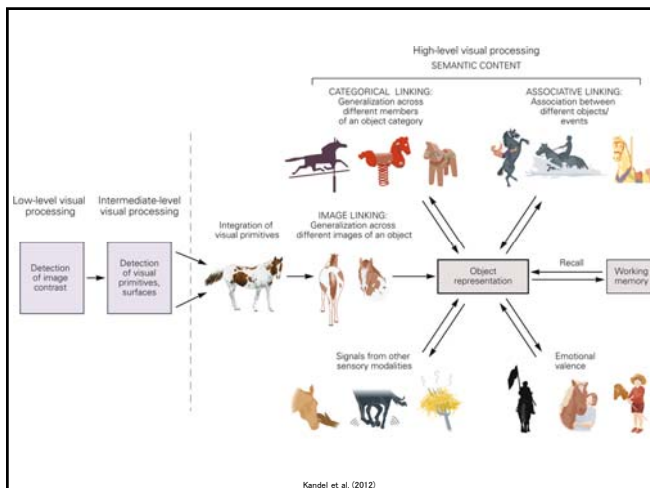 High-level visual processing
SEMANTIC CONTENT
CATEGORICAL LINKING:
Generalization across
different members
of an object category
ASSOCIATIVE LINKING:
Association between
different objects/
events
Low-level visual
processing
Intermediate-level
visual processing
Integration of
visual primitives
IMAGE LINKING:
Generalization across
different images of an object
Detection
of image
contrast
Detection
of visual
primitives,
surfaces
Object
representation
Recall
Working
memory
Signals from other
sensory modalities
Emotional
valence
Kandel et al. (2012)